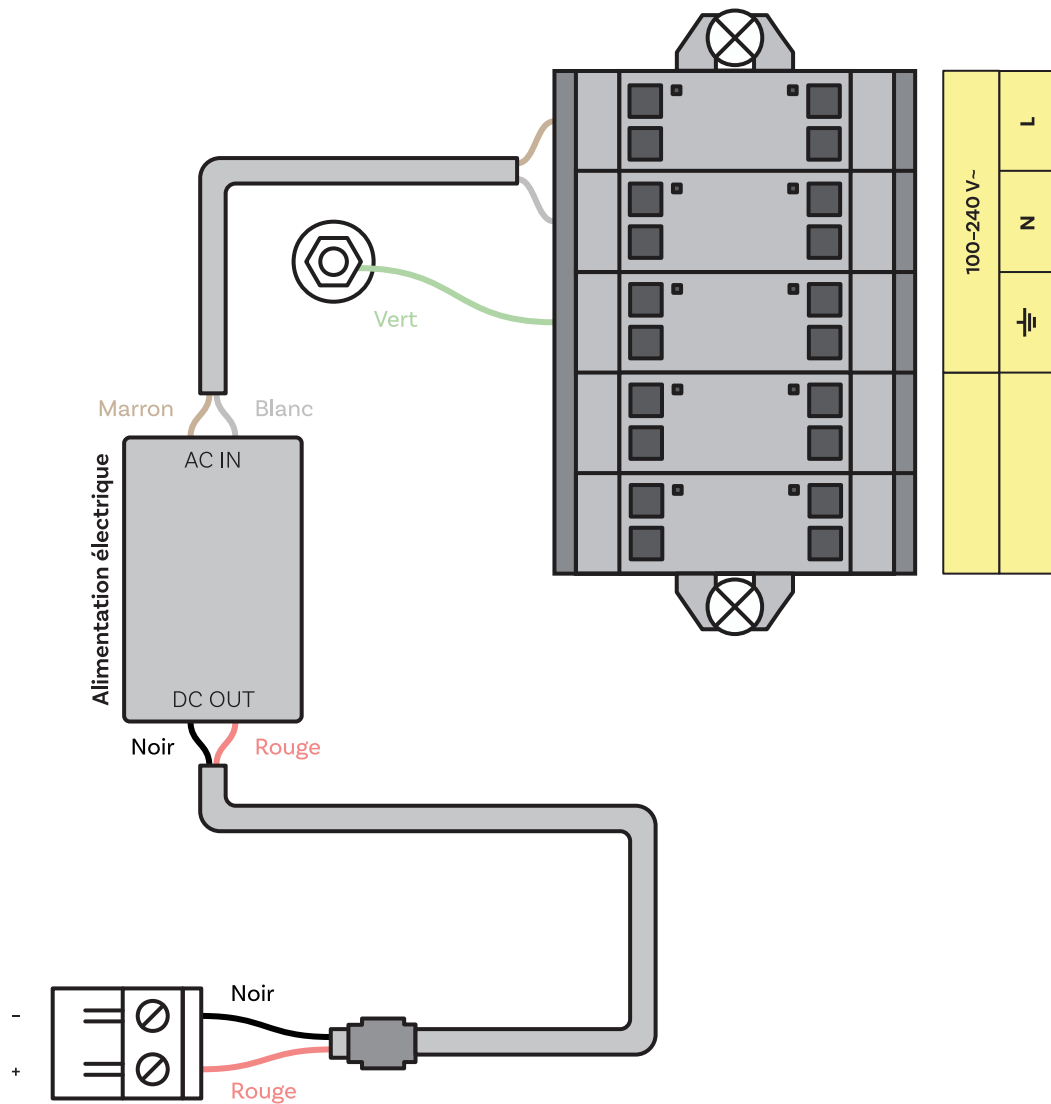 100–240 V~
L
N
Vert
Marron
Blanc
AC IN
Alimentation électrique
DC OUT
Noir
Rouge
Noir
–
+
Rouge